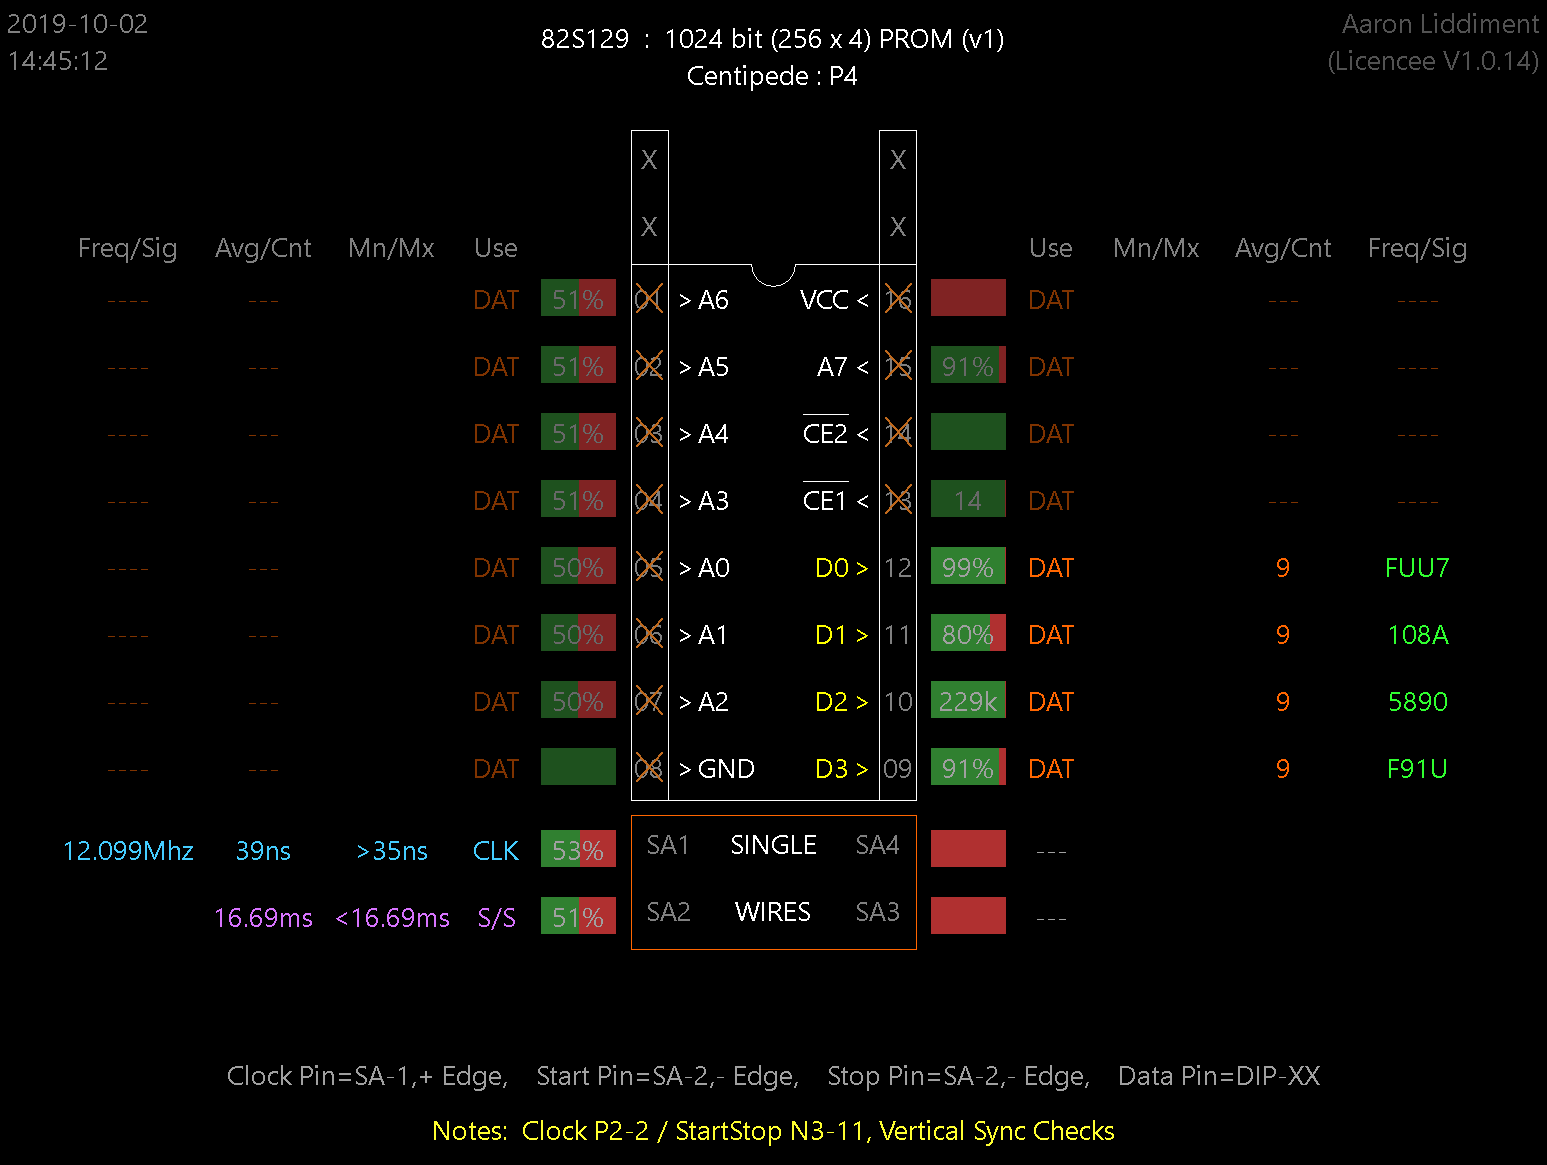 2019-10-02
14:45:12
82S129 : 1024 bit (256 x 4) PROM (v1)
Centipede : P4
Aaron Liddiment
(Licencee V1.0.14)
X X
X X
Freq/Sig Avg/Cnt Mn/Mx Use Use Mn/Mx Avg/Cnt Freq/Sig
---- --- DAT 51% 01 > A6 VCC < 16 DAT --- ----
---- --- DAT 51% 02 > A5 A7 < 15 91% DAT --- ----
---- --- DAT 51% 03 > A4 CE2 < 14 DAT --- ----
---- --- DAT 51% 04 > A3 CE1 < 13 14 DAT --- ----
---- --- DAT 50% 05 > A0 D0 > 12 99% DAT 9 FUU7
---- --- DAT 50% 06 > A1 D1 > 11 80% DAT 9 108A
---- --- DAT 50% 07 > A2 D2 > 10 229k DAT 9 5890
---- --- DAT 08 > GND D3 > 09 91% DAT 9 F91U
12.099Mhz 39ns >35ns CLK 53% SA1 SINGLE SA4 ---
16.69ms <16.69ms S/S 51% SA2 WIRES SA3 ---
Clock Pin=SA-1,+ Edge, Start Pin=SA-2,- Edge, Stop Pin=SA-2,- Edge, Data Pin=DIP-XX
Notes: Clock P2-2 / StartStop N3-11, Vertical Sync Checks